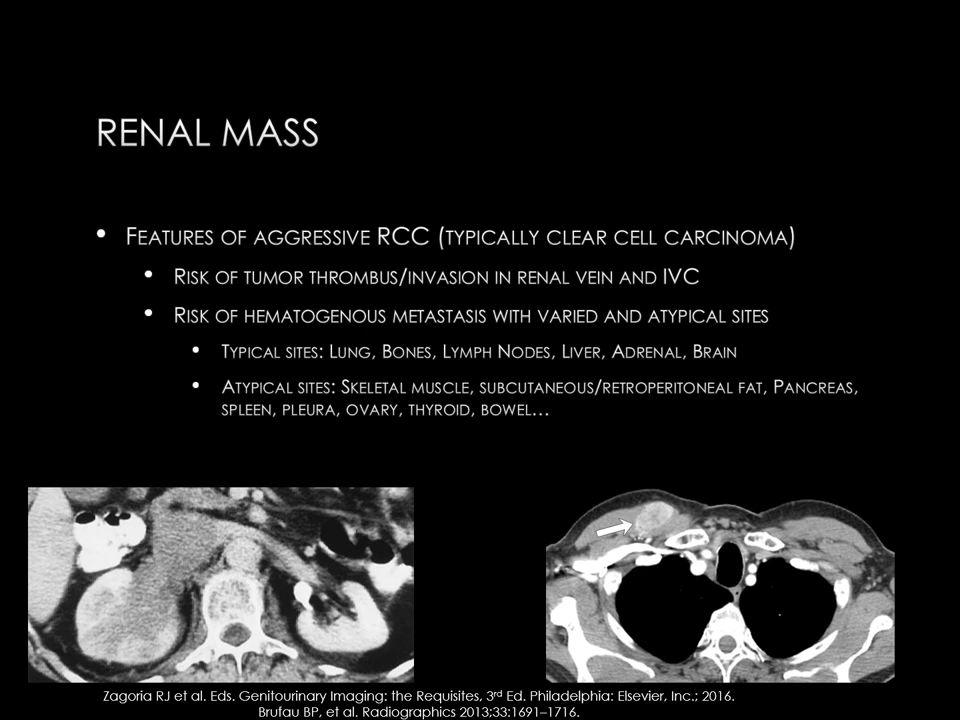 RENAL MASS
• FEATURES OF AGGRESSIVE RCC (TYPICALLY CLEAR CELL CARCINOMA)
• RISK OF TUMOR THROMBUS/INVASION IN RENAL VEIN AND IVC
• RISK OF HEMATOGENOUS METASTASIS WITH VARIED AND ATYPICAL SITES
• TYPICAL SITES: LUNG, BONES, LYMPH NODES, LIVER, ADRENAL, BRAIN
• ATYPICAL SITES: SKELETAL MUSCLE, SUBCUTANEOUS/RETROPERITONEAL FAT, PANCREAS,
SPLEEN, PLEURA, OVARY, THYROID, BOWEL...
Zagoria RJ et al. Eds. Genitourinary Imaging: the Requisites, 3rd Ed. Philadelphia: Elsevier, Inc.; 2016.
Brufau BP, et al. Radiographics 2013;33:1691–1716.